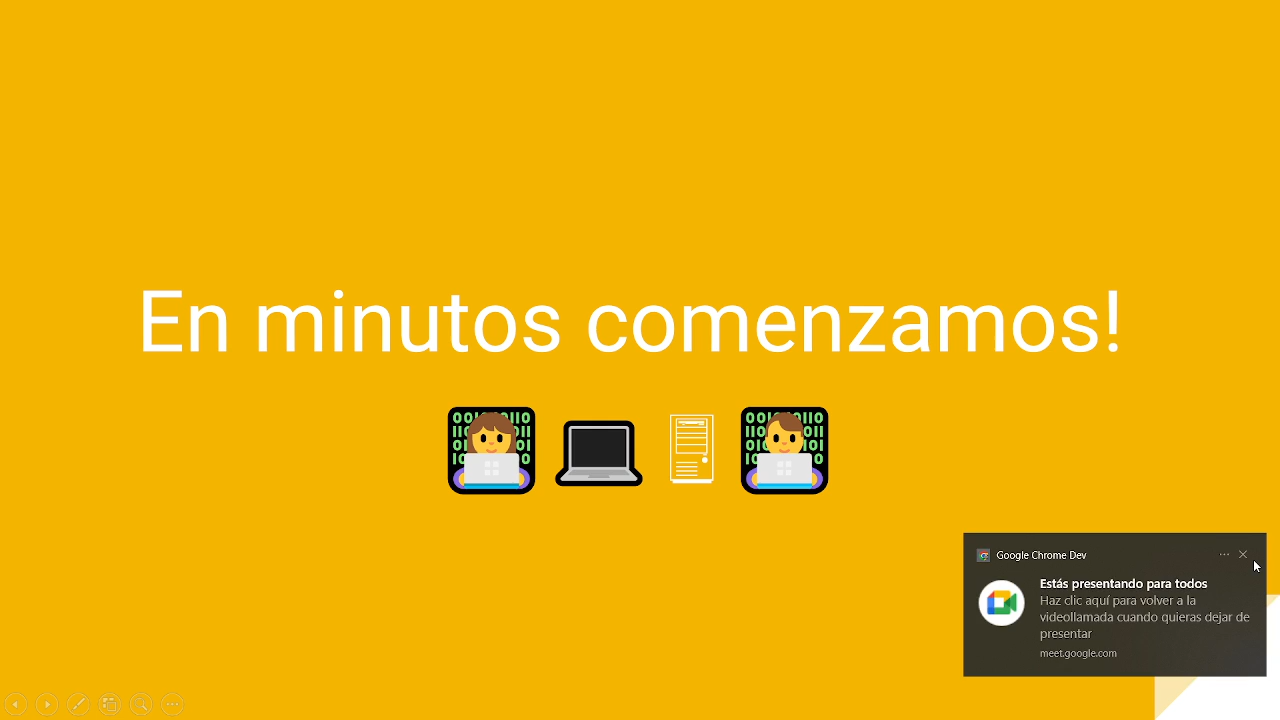 En minutos comenzamos!
Google Chrome Dev
Estás presentando para todos
Haz clic aquí para volver a la
videollamada cuando quieras dejar de
presentar
meet.google.com